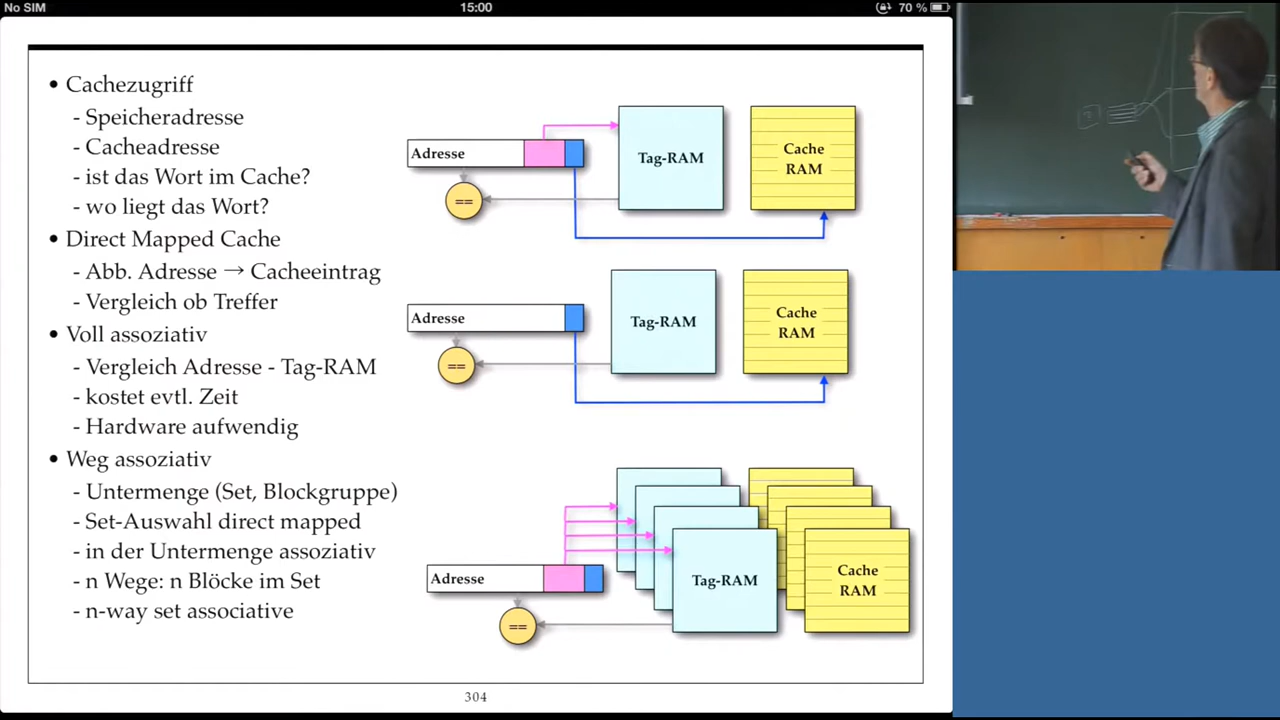 No SIM 15:00 70 %
• Cachezugriff
- Speicheradresse
- Cacheadresse
- ist das Wort im Cache?
- wo liegt das Wort?
• Direct Mapped Cache
- Abb. Adresse → Cacheeintrag
- Vergleich ob Treffer
• Voll assoziativ
- Vergleich Adresse - Tag-RAM
- kostet evtl. Zeit
- Hardware aufwendig
• Weg assoziativ
- Untermenge (Set, Blockgruppe)
- Set-Auswahl direct mapped
- in der Untermenge assoziativ
- n Wege: n Blöcke im Set
- n-way set associative
Adresse
==
Tag-RAM
Cache
RAM
Adresse
==
Tag-RAM
Cache
RAM
Adresse
==
Tag-RAM
Cache
RAM
304